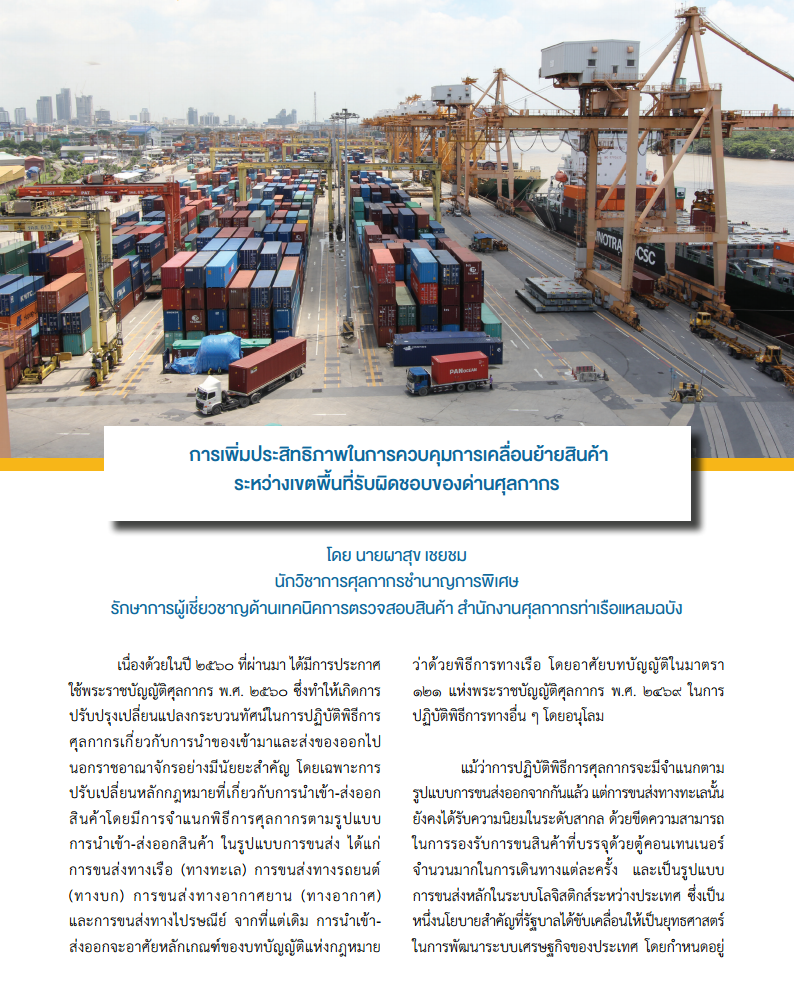 SINOTRANS-CSC
PAN OCEAN
การเพิ่มประสิทธิภาพในการควบคุมการเคลื่อนย้ายสินค้า
ระหว่างเขตพื้นที่รับผิดชอบของด่านศุลกากร
โดย นายผาสุข เชยชม
นักวิชาการศุลกากรชำนาญการพิเศษ
รักษาการผู้เชี่ยวชาญด้านเทคนิคการตรวจสอบสินค้า สำนักงานศุลกากรท่าเรือแหลมฉบัง
เนื่องด้วยในปี ๒๕๖๐ ที่ผ่านมา ได้มีการประกาศ
ใช้พระราชบัญญัติศุลกากร พ.ศ. ๒๕๖๐ ซึ่งทำให้เกิดการ
ปรับปรุงเปลี่ยนแปลงกระบวนทัศน์ในการปฏิบัติพิธีการ
ศุลกากรเกี่ยวกับการนำของเข้ามาและส่งของออกไป
นอกราชอาณาจักรอย่างมีนัยยะสำคัญ โดยเฉพาะการ
ปรับเปลี่ยนหลักกฎหมายที่เกี่ยวกับการนำเข้า-ส่งออก
สินค้าโดยมีการจำแนกพิธีการศุลกากรตามรูปแบบ
การนำเข้า-ส่งออกสินค้า ในรูปแบบการขนส่ง ได้แก่
การขนส่งทางเรือ (ทางทะเล) การขนส่งทางรถยนต์
(ทางบก) การขนส่งทางอากาศยาน (ทางอากาศ)
และการขนส่งทางไปรษณีย์ จากที่แต่เดิม การนำเข้า-
ส่งออกจะอาศัยหลักเกณฑ์ของบทบัญญัติแห่งกฎหมาย
ว่าด้วยพิธีการทางเรือ โดยอาศัยบทบัญญัติในมาตรา
๑๒๑ แห่งพระราชบัญญัติศุลกากร พ.ศ. ๒๔๖๙ ในการ
ปฏิบัติพิธีการทางอื่น ๆ โดยอนุโลม
แม้ว่าการปฏิบัติพิธีการศุลกากรจะมีจำแนกตาม
รูปแบบการขนส่งออกจากกันแล้ว แต่การขนส่งทางทะเลนั้น
ยังคงได้รับความนิยมในระดับสากล ด้วยขีดความสามารถ
ในการรองรับการขนสินค้าที่บรรจุด้วยตู้คอนเทนเนอร์
จำนวนมากในการเดินทางแต่ละครั้ง และเป็นรูปแบบ
การขนส่งหลักในระบบโลจิสติกส์ระหว่างประเทศ ซึ่งเป็น
หนึ่งนโยบายสำคัญที่รัฐบาลได้ขับเคลื่อนให้เป็นยุทธศาสตร์
ในการพัฒนาระบบเศรษฐกิจของประเทศ โดยกำหนดอยู่